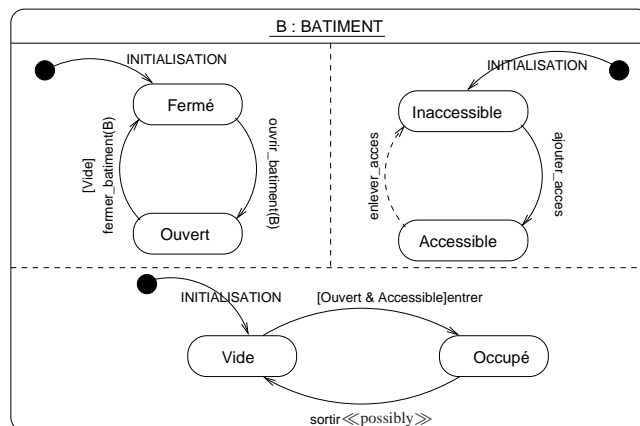 B : BATIMENT
INITIALISATION
Fermé
[Vide]
fermer_batiment(B)
ouvrir_batiment(B)
Ouvert
INITIALISATION
Inaccessible
enlever_acces
ajouter_acces
Accessible
INITIALISATION
[Ouvert & Accessible]entrer
Vide
Occupé
sortir ≪possibly≫